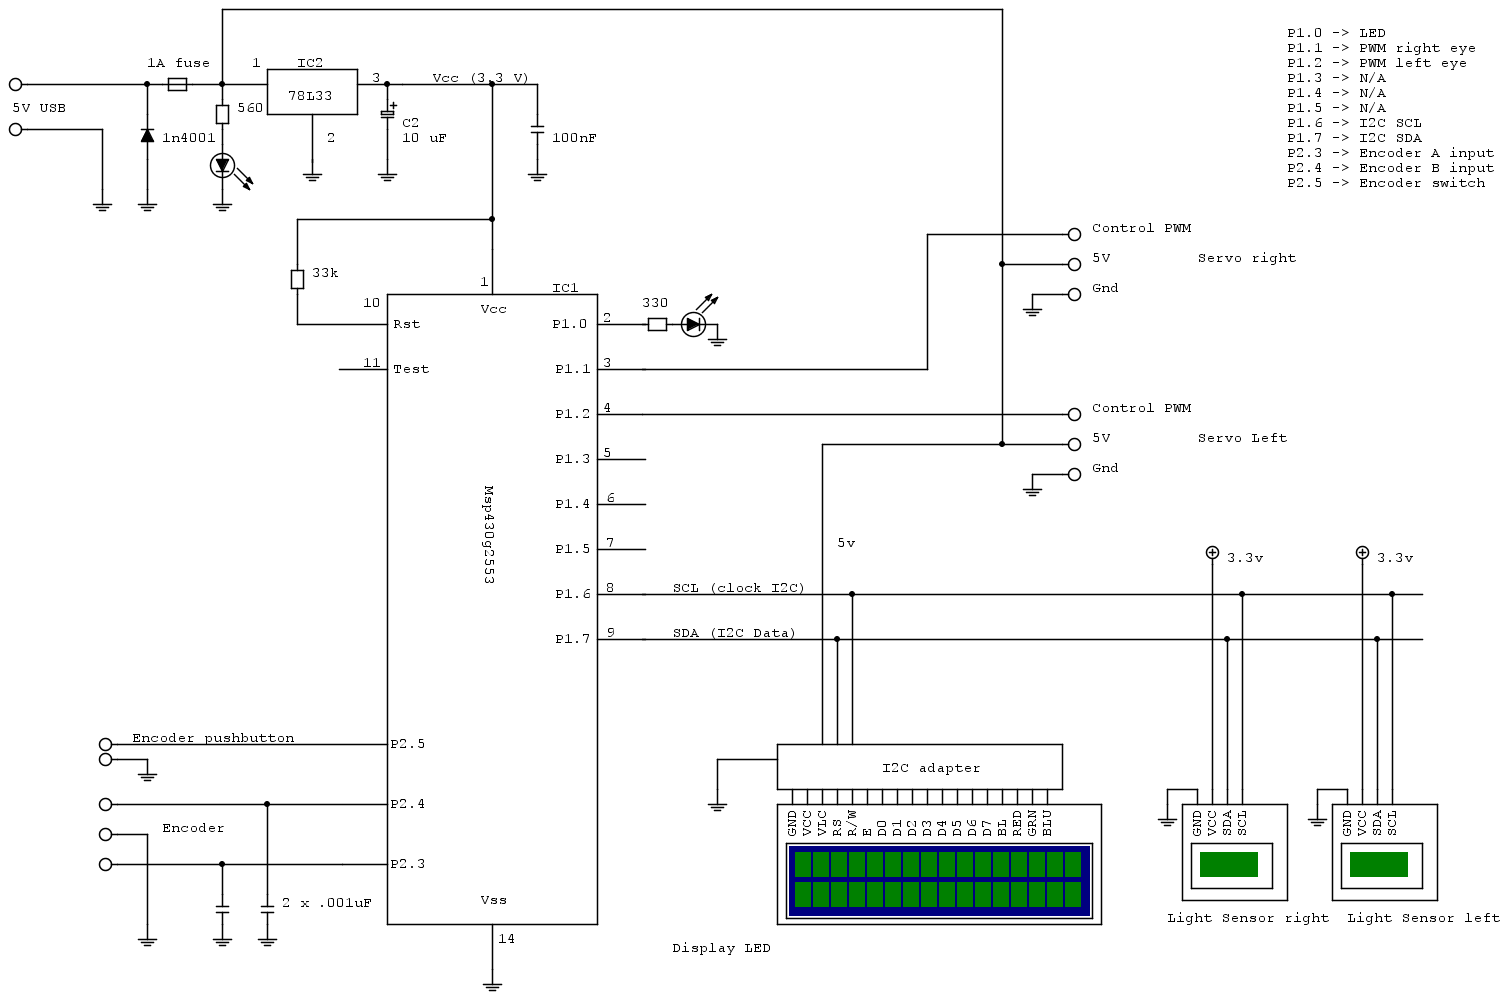 P1.0 -> LED
P1.1 -> PWM right eye
P1.2 -> PWM left eye
P1.3 -> N/A
P1.4 -> N/A
P1.5 -> N/A
P1.6 -> I2C SCL
P1.7 -> I2C SDA
P2.3 -> Encoder A input
P2.4 -> Encoder B input
P2.5 -> Encoder switch
1A fuse
1
IC2
78L33
3
2
Vcc (3.3 V)
5V USB
560
1n4001
+
C2
10 uF
100nF
33k
1
IC1
10
Rst
Vcc
11
Test
Msp430g2553
P1.0
2
330
P1.1
3
P1.2
4
P1.3
5
P1.4
6
P1.5
7
P1.6
8
SCL (clock I2C)
P1.7
9
SDA (I2C Data)
Control PWM
5V
Servo right
Gnd
Control PWM
5V
Servo Left
Gnd
5v
3.3v
3.3v
Encoder pushbutton
P2.5
P2.4
Encoder
P2.3
2 x .001uF
Vss
14
I2C adapter
GND
VCC
VLC
RS
R/W
E
D0
D1
D2
D3
D4
D5
D6
D7
BL
RED
GRN
BLU
Display LED
GND
VCC
SDA
SCL
Light Sensor right
GND
VCC
SDA
SCL
Light Sensor left